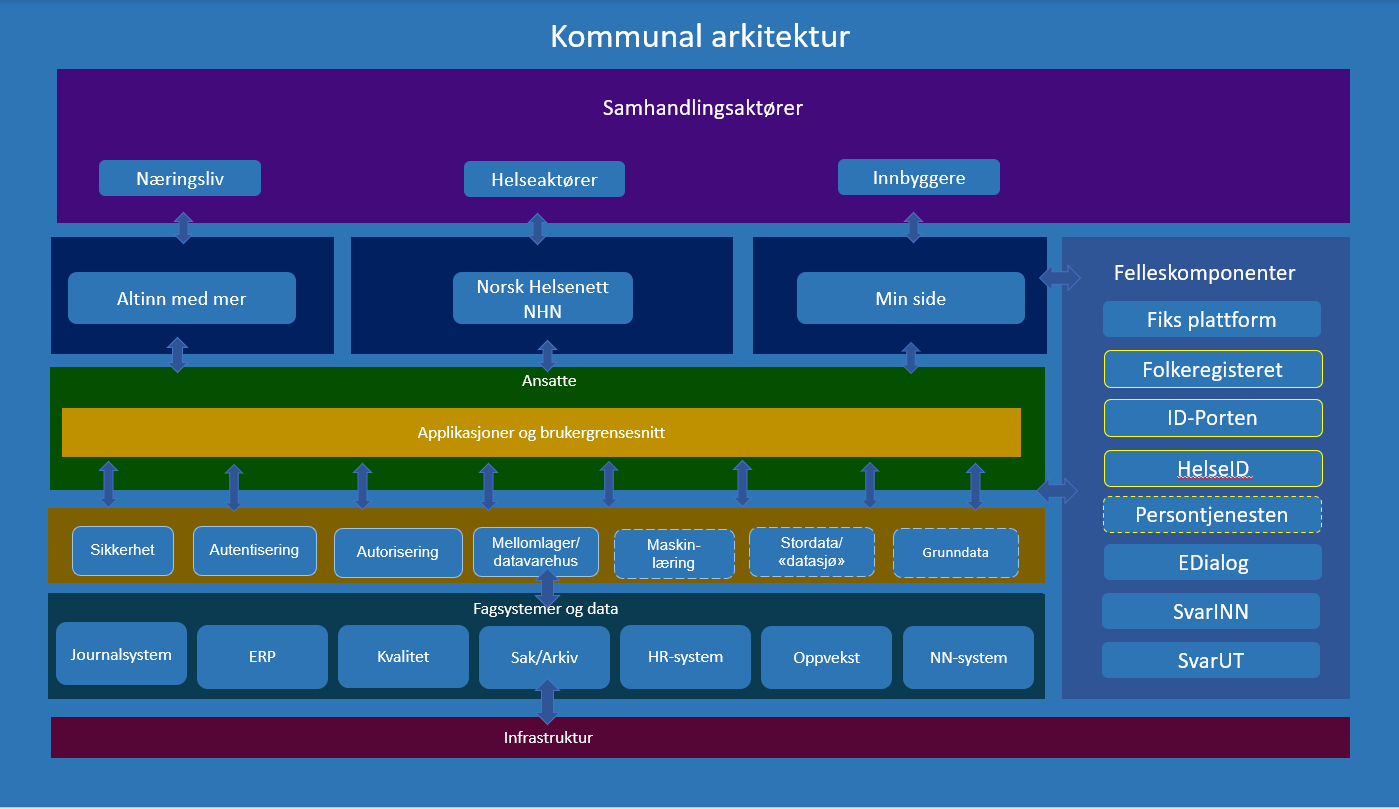 Kommunal arkitektur
Samhandlingsaktører
Næringsliv
Helseaktører
Innbyggere
Altinn med mer
Norsk Helsenett
NHN
Min side
Felleskomponenter
Fiks plattform
Folkeregisteret
ID-Porten
HelseID
Persontjenesten
EDialog
SvarINN
SvarUT
Ansatte
Applikasjoner og brukergrensesnitt
Sikkerhet
Autentisering
Autorisering
Mellomlager/
datavarehus
Maskin-
læring
Stordata/
«datasjø»
Grunndata
Fagsystemer og data
Journalsystem
ERP
Kvalitet
Sak/Arkiv
HR-system
Oppvekst
NN-system
Infrastruktur